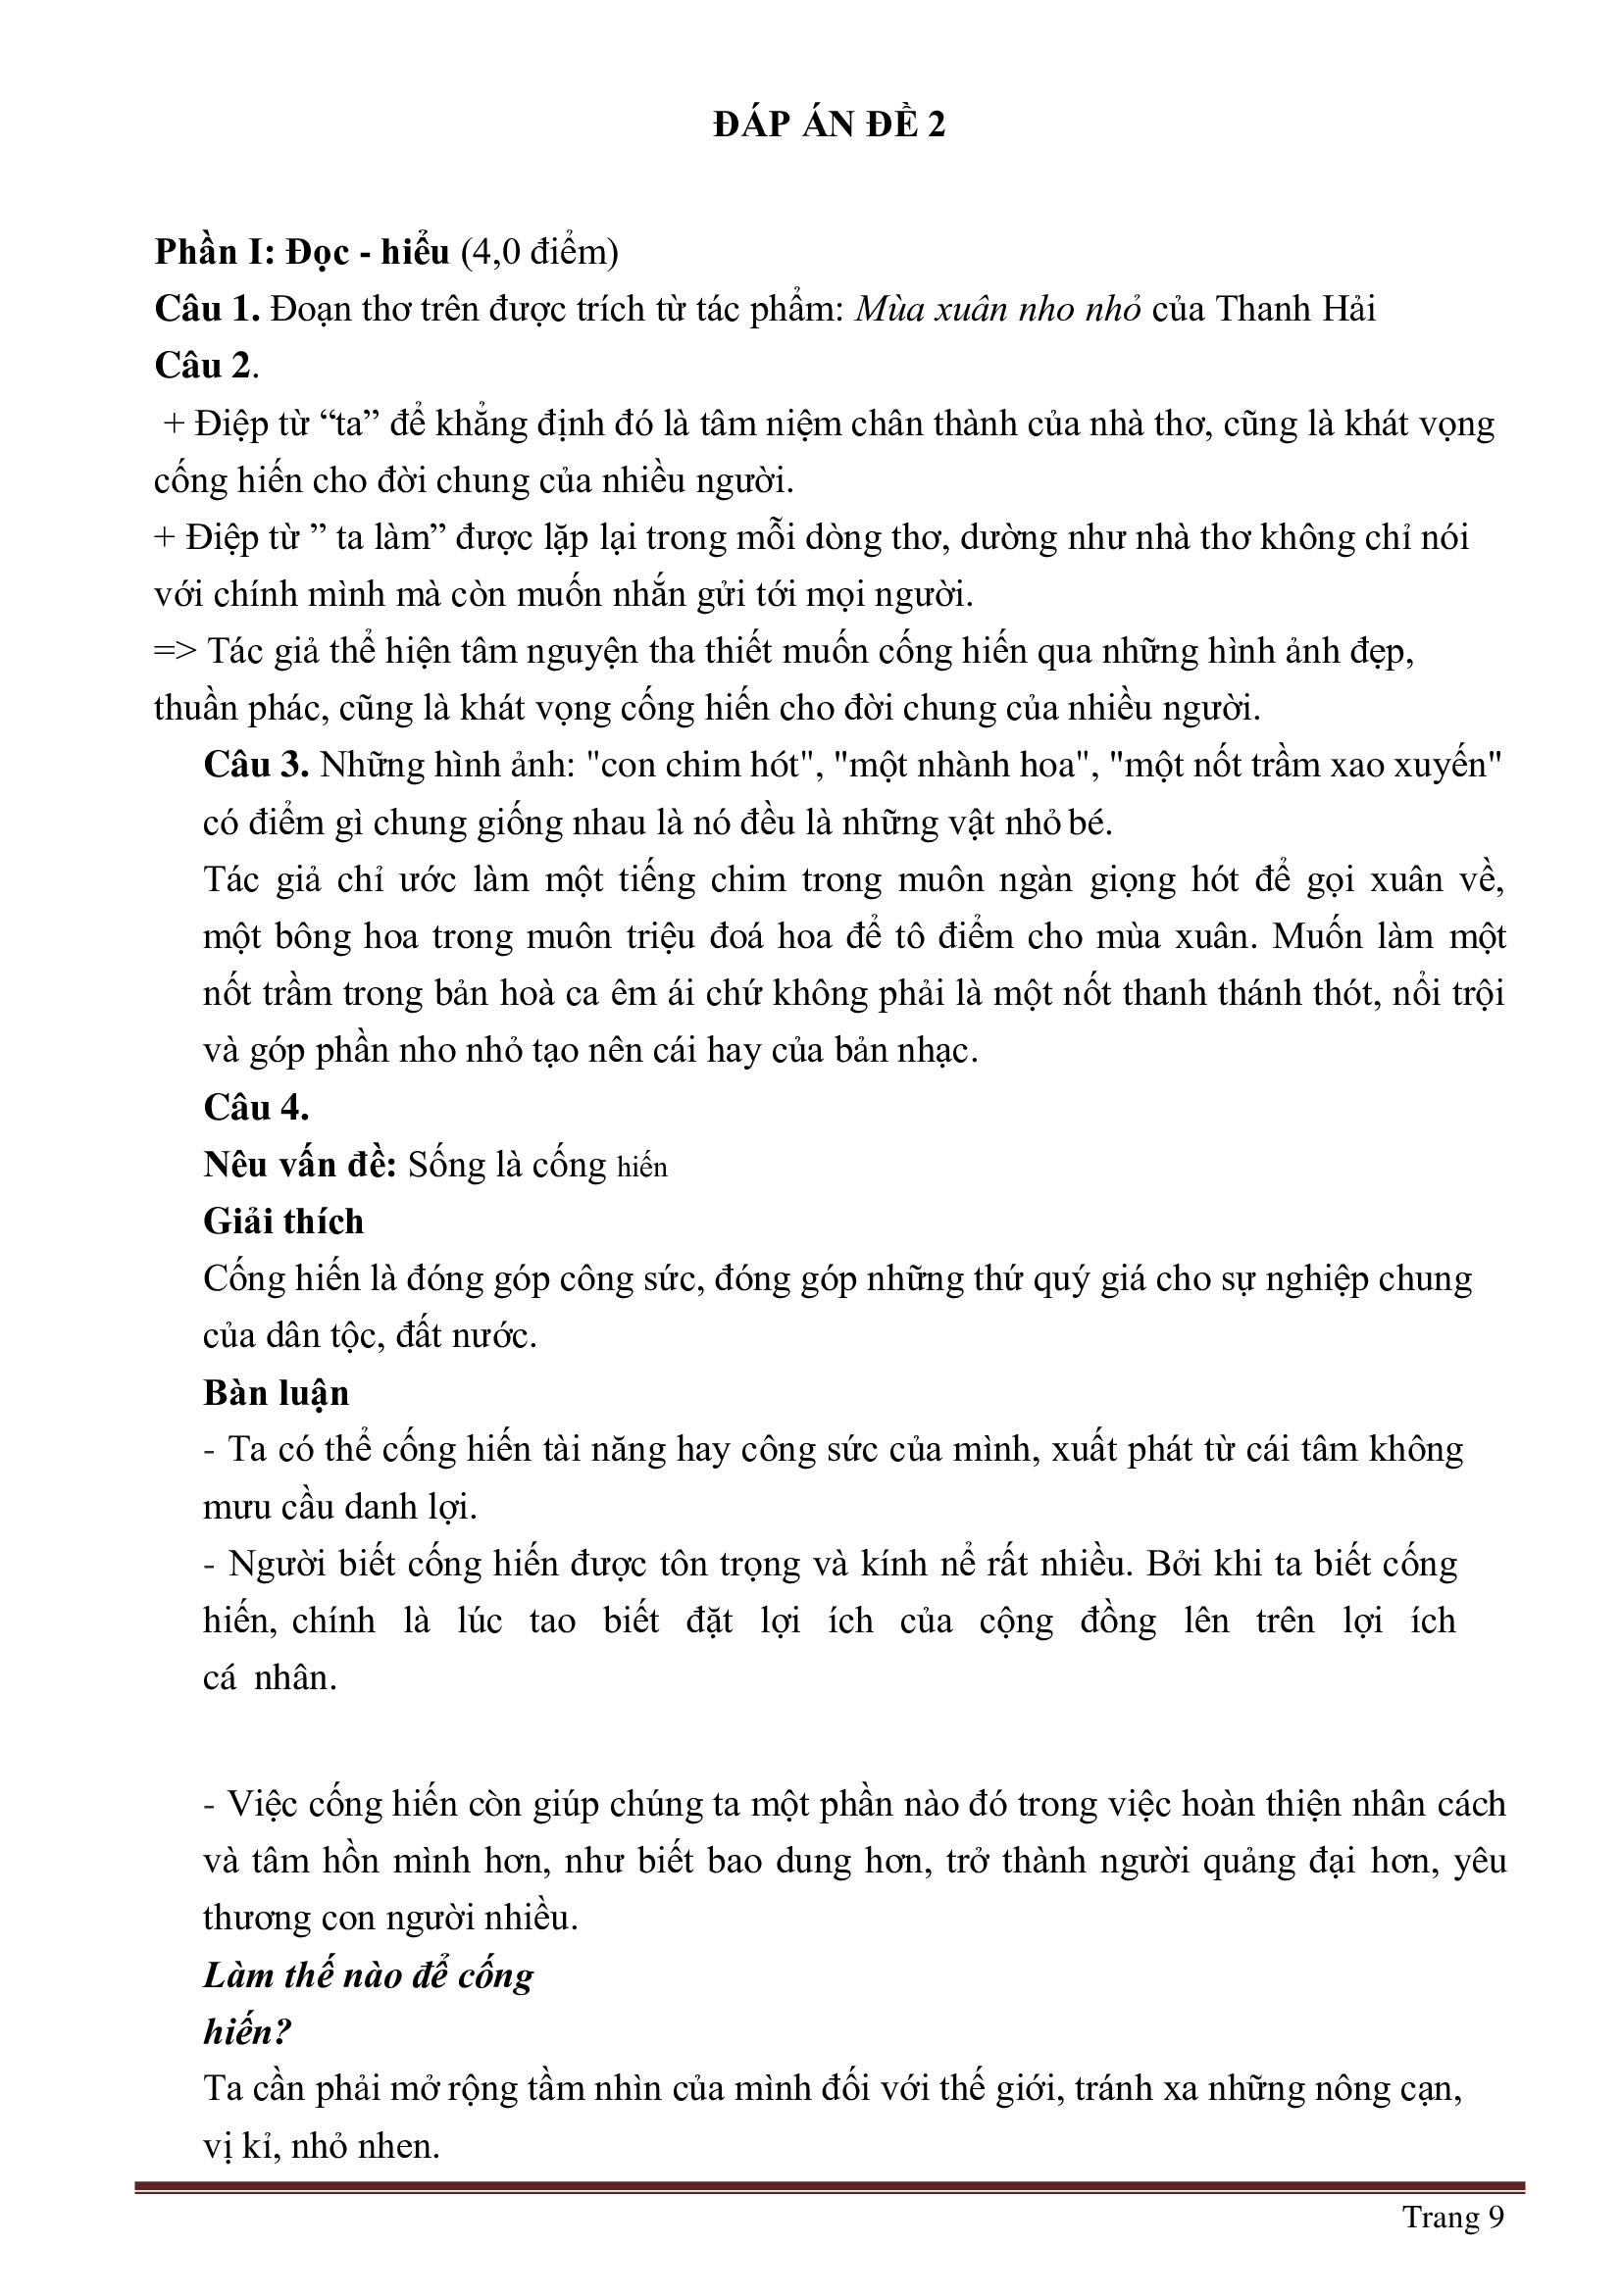 ĐÁP ÁN ĐỀ 2
Phần I: Đọc - hiểu (4,0 điểm)
Câu 1. Đoạn thơ trên được trích từ tác phẩm: Mùa xuân nho nhỏ của Thanh Hải
Câu 2.
+ Điệp từ “ta” để khẳng định đó là tâm niệm chân thành của nhà thơ, cũng là khát vọng
cống hiến cho đời chung của nhiều người.
+ Điệp từ ” ta làm” được lặp lại trong mỗi dòng thơ, dường như nhà thơ không chỉ nói
với chính mình mà còn muốn nhắn gửi tới mọi người.
=> Tác giả thể hiện tâm nguyện tha thiết muốn cống hiến qua những hình ảnh đẹp,
thuần phác, cũng là khát vọng cống hiến cho đời chung của nhiều người.
Câu 3. Những hình ảnh: "con chim hót", "một nhành hoa", "một nốt trầm xao xuyến"
có điểm gì chung giống nhau là nó đều là những vật nhỏ bé.
Tác giả chỉ ước làm một tiếng chim trong muôn ngàn giọng hót để gọi xuân về,
một bông hoa trong muôn triệu đoá hoa để tô điểm cho mùa xuân. Muốn làm một
nốt trầm trong bản hoà ca êm ái chứ không phải là một nốt thanh thánh thót, nổi trội
và góp phần nho nhỏ tạo nên cái hay của bản nhạc.
Câu 4.
Nêu vấn đề: Sống là cống hiến
Giải thích
Cống hiến là đóng góp công sức, đóng góp những thứ quý giá cho sự nghiệp chung
của dân tộc, đất nước.
Bàn luận
- Ta có thể cống hiến tài năng hay công sức của mình, xuất phát từ cái tâm không
mưu cầu danh lợi.
- Người biết cống hiến được tôn trọng và kính nể rất nhiều. Bởi khi ta biết cống
hiến, chính là lúc tao biết đặt lợi ích của cộng đồng lên trên lợi ích
cá nhân.
- Việc cống hiến còn giúp chúng ta một phần nào đó trong việc hoàn thiện nhân cách
và tâm hồn mình hơn, như biết bao dung hơn, trở thành người quảng đại hơn, yêu
thương con người nhiều.
Làm thế nào để cống
hiến?
Ta cần phải mở rộng tầm nhìn của mình đối với thế giới, tránh xa những nông cạn,
vị kỉ, nhỏ nhen.
Trang 9